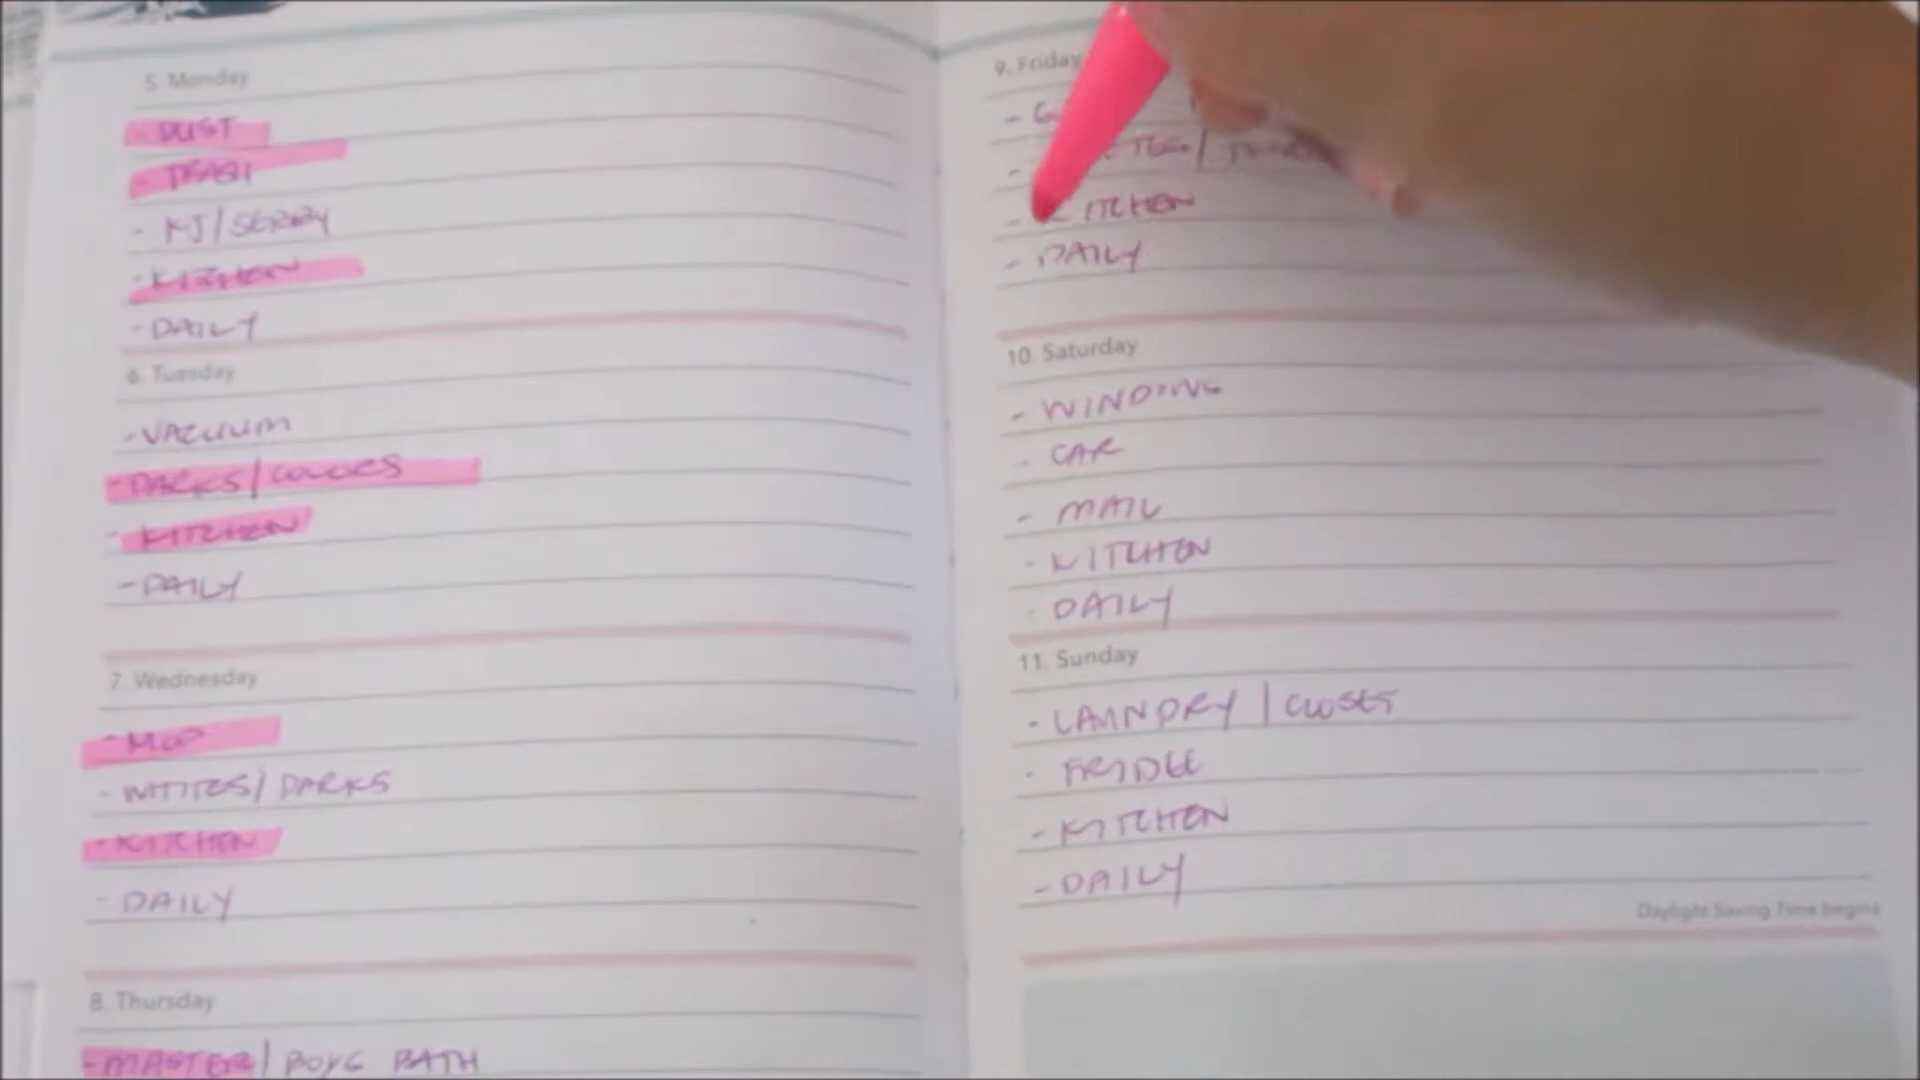 5. Monday
- DUST
- TRASH
- KJ/
- KITCHEN
- DAILY
6. Tuesday
- VACUUM
- DARKS/COLORS
- KITCHEN
- DAILY
7. Wednesday
- MOP
- WHITES/DARKS
- KITCHEN
- DAILY
8. Thursday
- MASTER/BOYS BATH
9. Friday
- KITCHEN
- DAILY
10. Saturday
- WINDOWS
- CAR
- MAIL
- KITCHEN
- DAILY
11. Sunday
- LAUNDRY | CLOSET
- FRIDGE
- KITCHEN
- DAILY
Daylight Saving Time begins